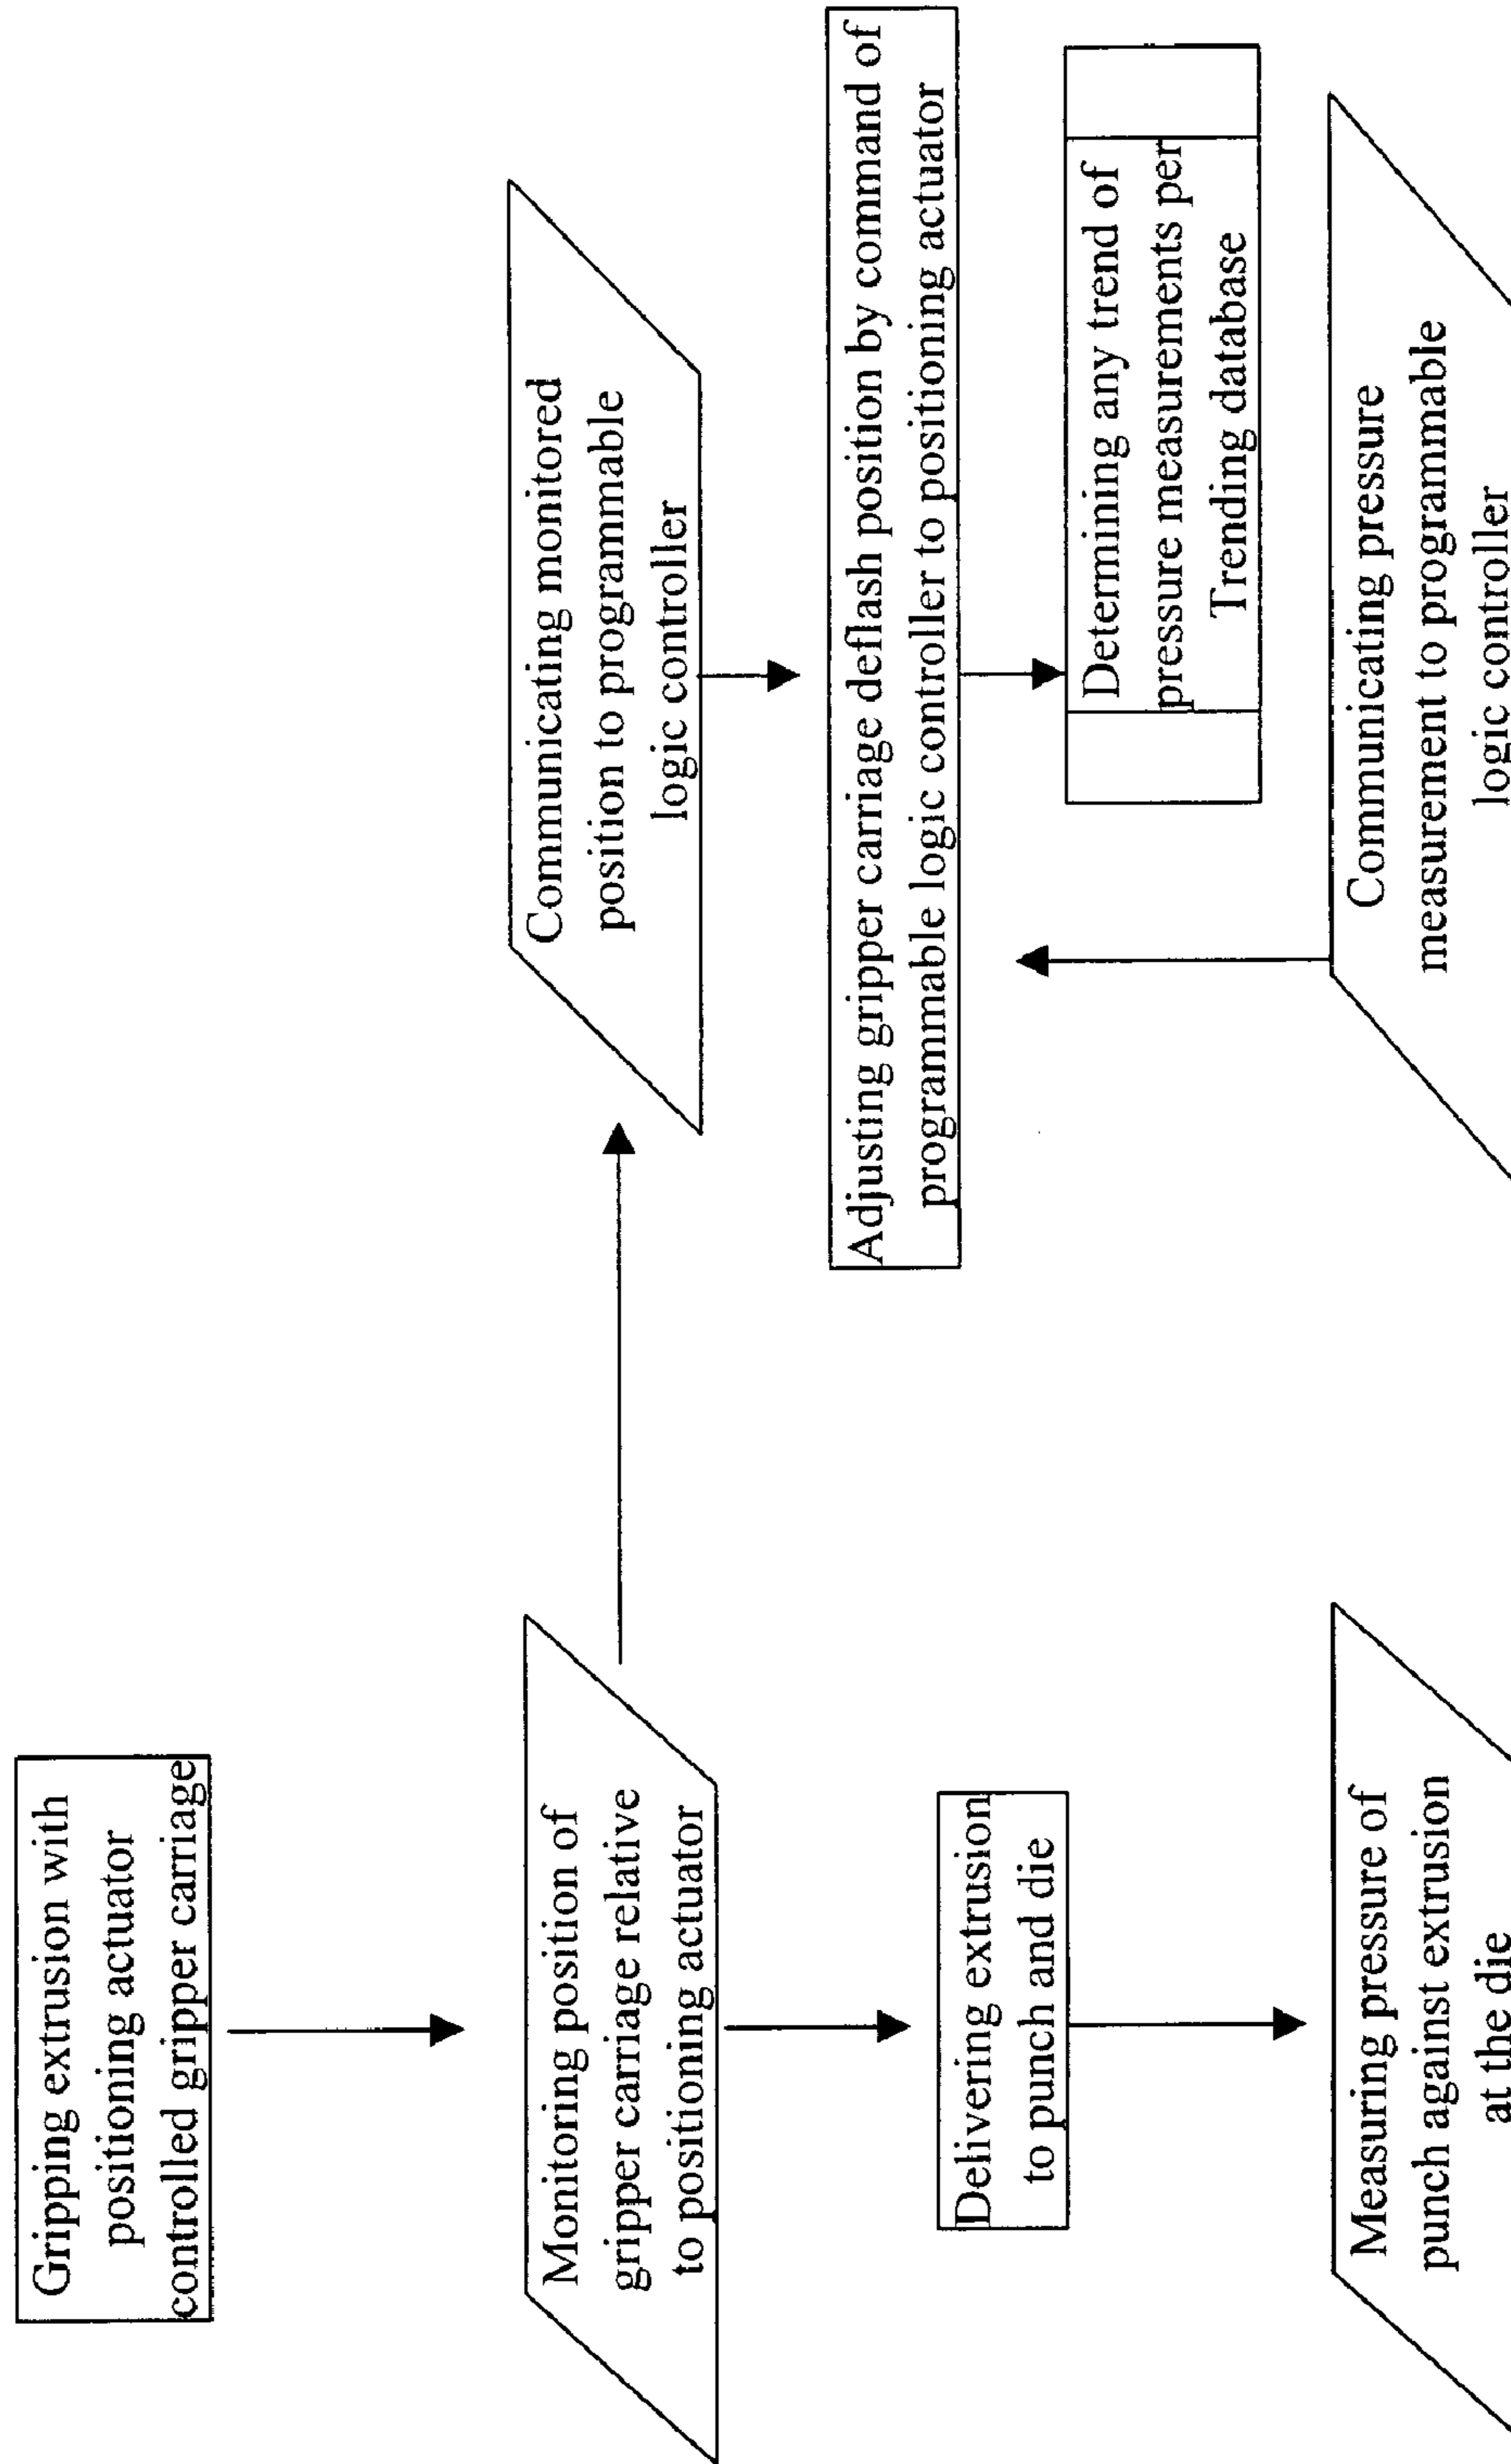 Gripping extrusion with
positioning actuator
controlled gripper carriage
Monitoring position of
gripper carriage relative
to positioning actuator
Communicating monitored
position to programmable
logic controller
Adjusting gripper carriage deflash position by command of
programmable logic controller to positioning actuator
Delivering extrusion
to punch and die
Determining any trend of
pressure measurements per
Trending database
Measuring pressure of
punch against extrusion
at the die
Communicating pressure
measurement to programmable
logic controller